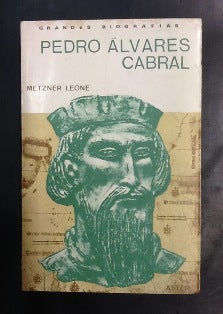 GRANDES BIOGRAFIAS
PEDRO ÁLVARES
CABRAL
METZNER LEONE
ASTER